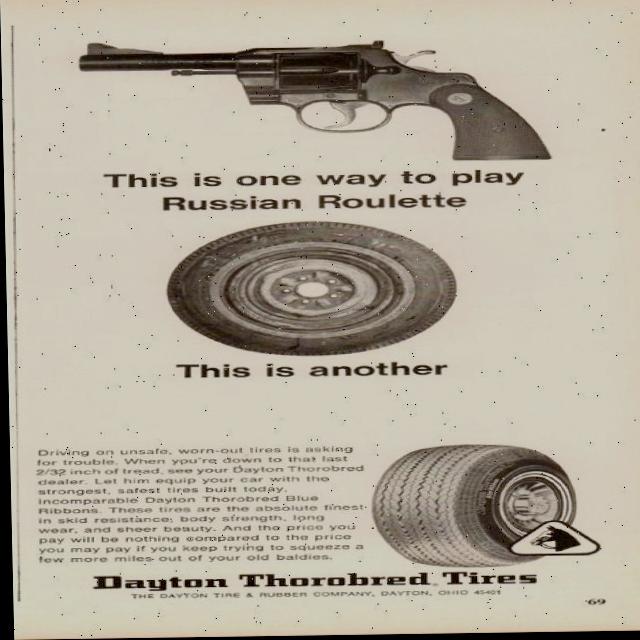 This is one way to play
Russian Roulette
This is another
Driving on unsafe, worn-out tires is asking
for trouble. When you're down to that last
2/32 inch of tread, see your Dayton Thorobred
dealer. Let him equip your car with the
strongest, safest tires built today,
incomparable Dayton Thorobred Blue
Ribbons. These tires are the absolute finest
in skid resistance, body strength, long
wear, and sheer beauty. And the price you
pay will be nothing compared to the price
you may pay if you keep trying to squeeze a
few more miles out of your old baldies.
Dayton Thorobred Tires
THE DAYTON TIRE & RUBBER COMPANY, DAYTON, OHIO 45401
'69